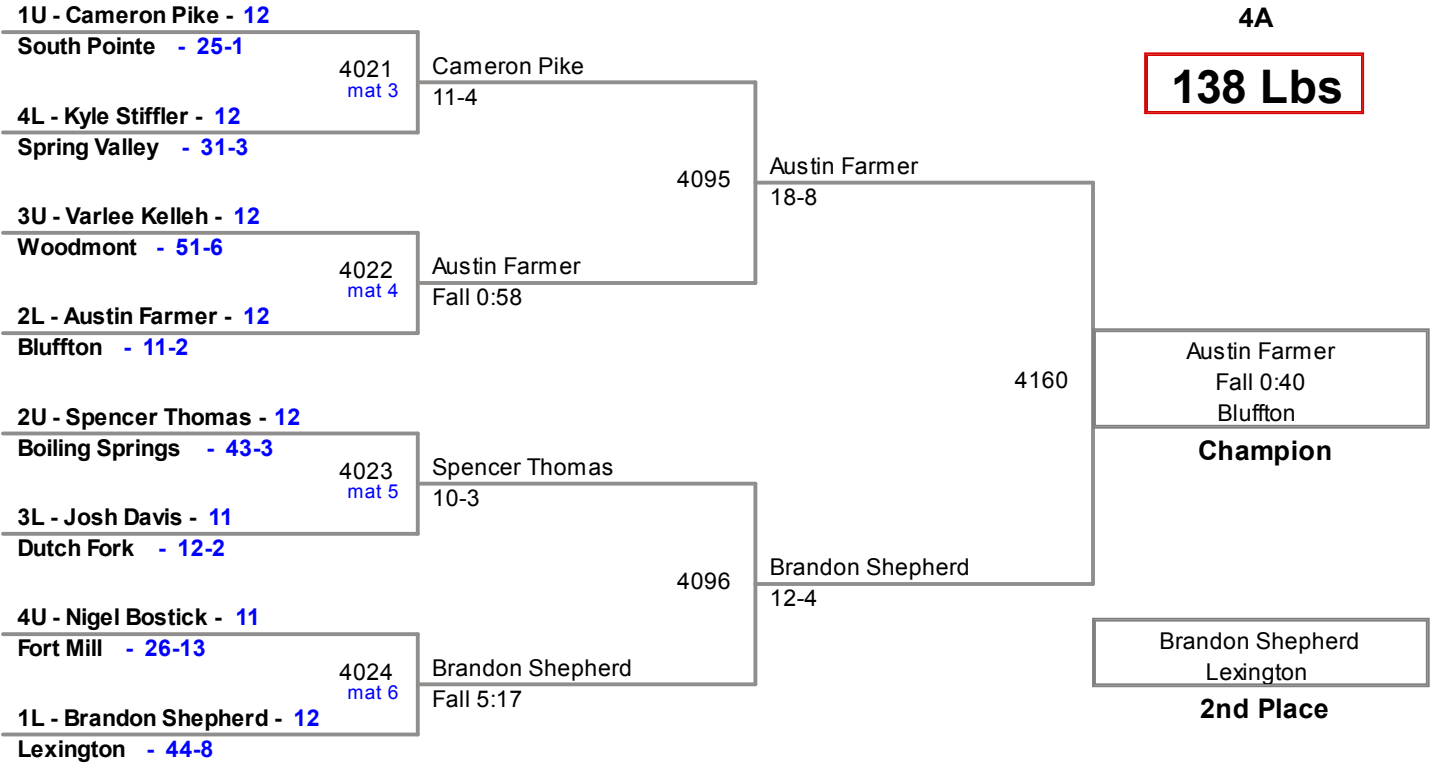 1U - Cameron Pike - 12
South Pointe - 25-1
4021
mat 3
4L - Kyle Stiffler - 12
Spring Valley - 31-3
3U - Varlee Kelleh - 12
Woodmont - 51-6
4022
mat 4
2L - Austin Farmer - 12
Bluffton - 11-2
2U - Spencer Thomas - 12
Boiling Springs - 43-3
4023
mat 5
3L - Josh Davis - 11
Dutch Fork - 12-2
4U - Nigel Bostick - 11
Fort Mill - 26-13
4024
mat 6
1L - Brandon Shepherd - 12
Lexington - 44-8
Cameron Pike
11-4
4095
Austin Farmer
Fall 0:58
Spencer Thomas
10-3
4096
Brandon Shepherd
Fall 5:17
Austin Farmer
18-8
4160
Brandon Shepherd
12-4
4A
138 Lbs
Austin Farmer
Fall 0:40
Bluffton
Champion
Brandon Shepherd
Lexington
2nd Place